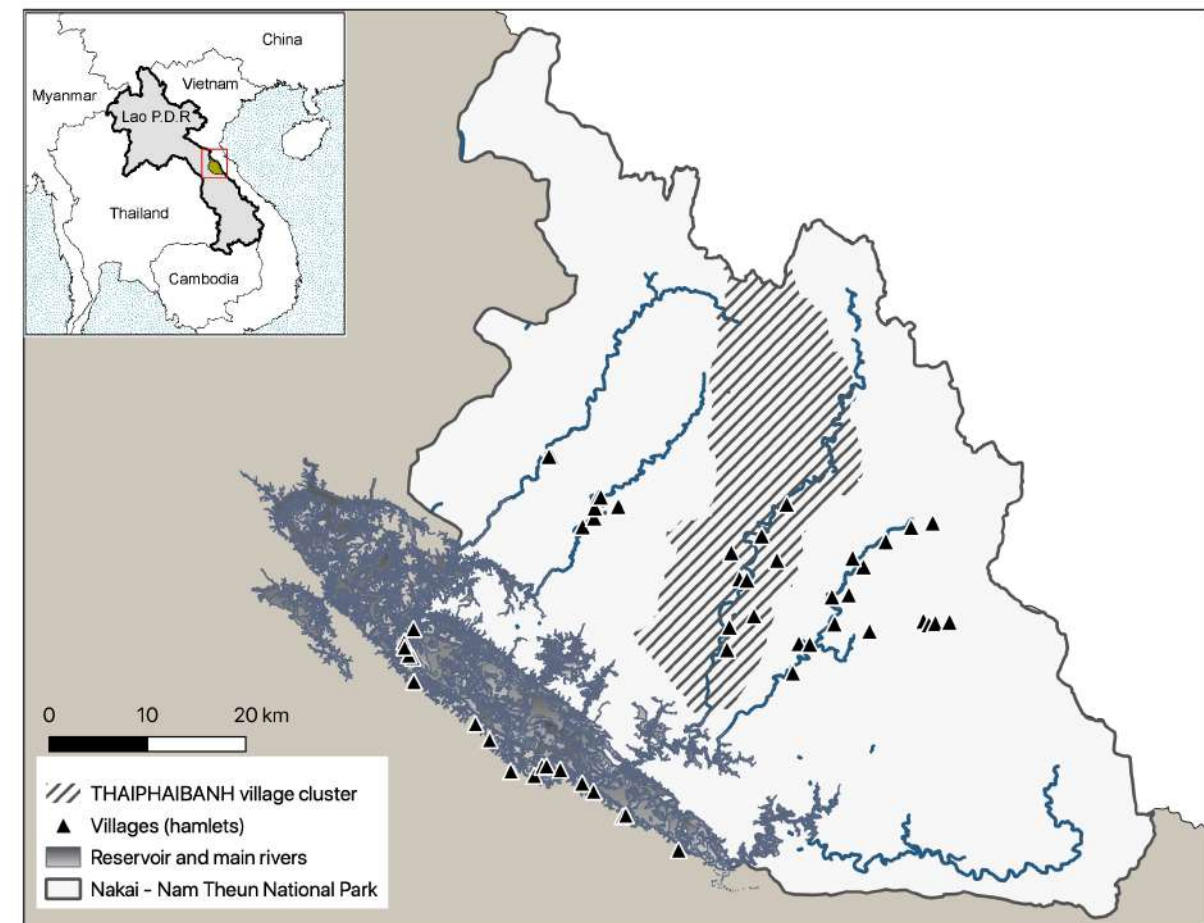 China
Vietnam
Myanmar
Lao P.D.R
Thailand
Cambodia
0 10 20 km
THAIPHAIBANH village cluster
Villages (hamlets)
Reservoir and main rivers
Nakai - Nam Theun National Park